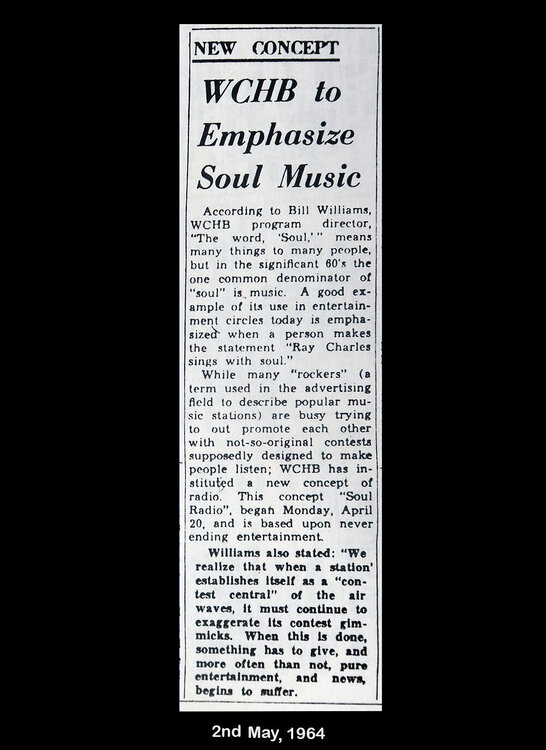 NEW CONCEPT
WCHB to
Emphasize
Soul Music
According to Bill Williams,
WCHB program director,
"The word, 'Soul,'" means
many things to many people,
but in the significant 60's the
one common denominator of
"soul" is music. A good ex-
ample of its use in entertain-
ment circles today is empha-
sized when a person makes
the statement "Ray Charles
sings with soul."
While many "rockers" (a
term used in the advertising
field to describe popular mu-
sic stations) are busy trying
to out promote each other
with not-so-original contests
supposedly designed to make
people listen; WCHB has in-
stituted a new concept of
radio. This concept "Soul
Radio", began Monday, April
20, and is based upon never
ending entertainment.
Williams also stated: "We
realize that when a station'
establishes itself as a "con-
test central" of the air
waves, it must continue to
exaggerate its contest gim-
micks. When this is done,
something has to give, and
more often than not, pure
entertainment, and news,
begins to suffer.
2nd May, 1964